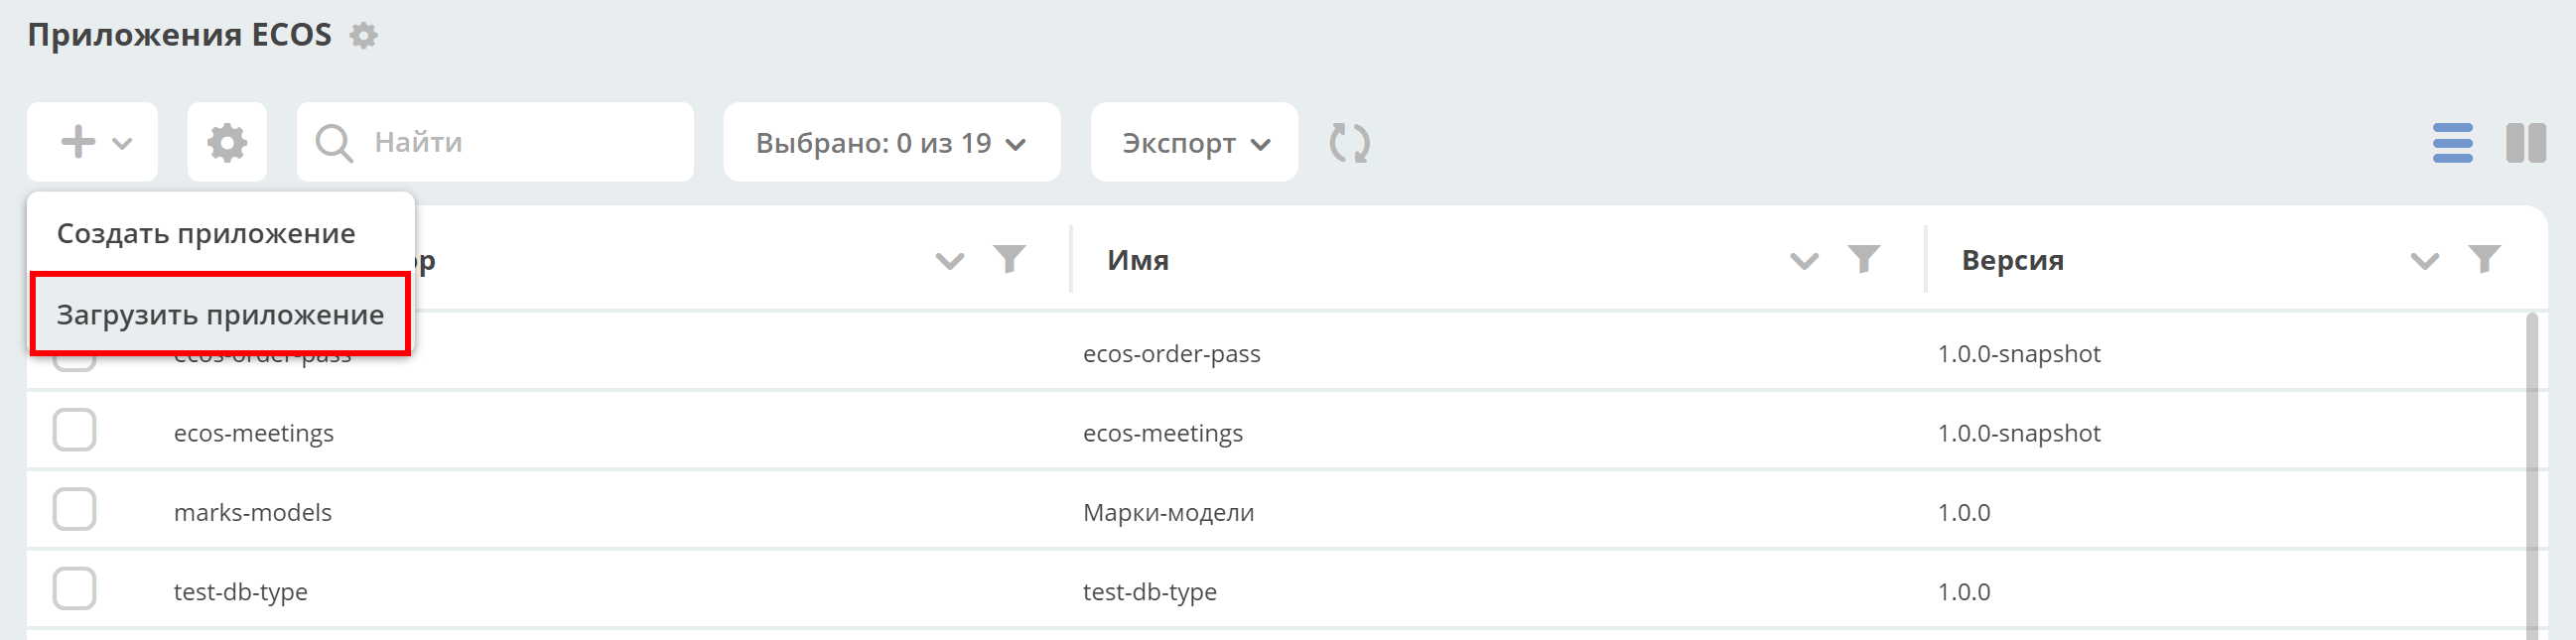 Приложения ECOS
Найти
Выбрано: 0 из 19
Экспорт
Создать приложение
Загрузить приложение
ор Имя Версия
ecos-order-pass ecos-order-pass 1.0.0-snapshot
ecos-meetings ecos-meetings 1.0.0-snapshot
marks-models Марки-модели 1.0.0
test-db-type test-db-type 1.0.0